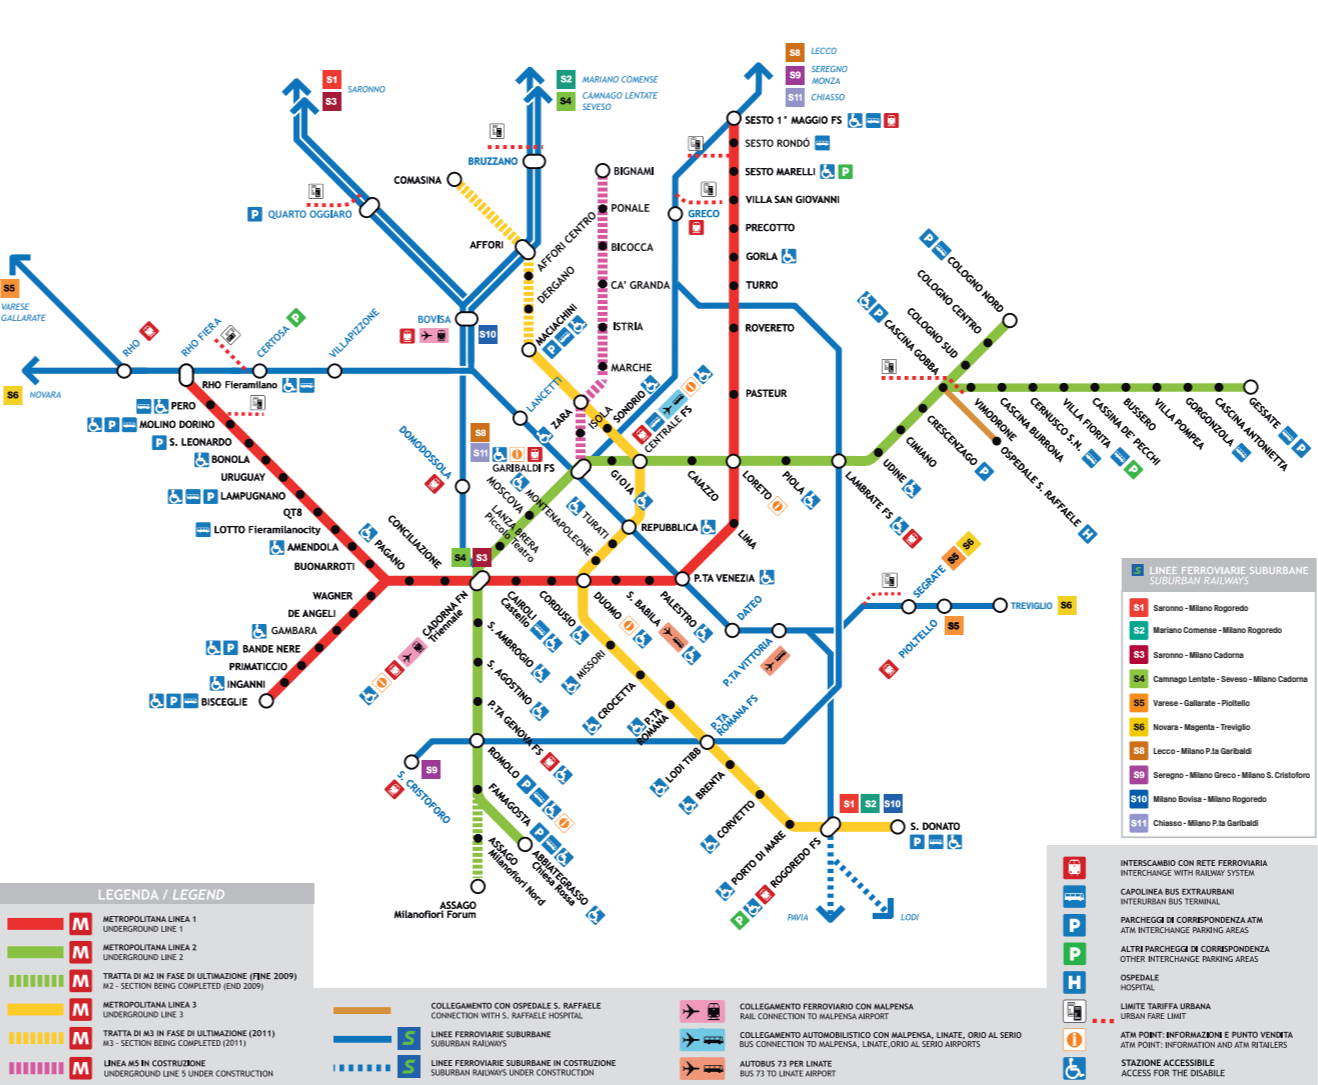 S1
SARONNO
S3
S2
MARIANO COMENSE
S4
CAMNAGO LENTATE
SEVESO
S8
LECCO
S9
SEREGNO
MONZA
S11
CHIASSO
SESTO 1° MAGGIO FS
SESTO RONDÓ
SESTO MARELLI
P
VILLA SAN GIOVANNI
PRECOTTO
GORLA
TURRO
ROVERETO
PASTEUR
LORETO
LIMA
GRECO
BRUZZANO
COMASINA
P
QUARTO OGGIARO
AFFORI
AFFORI CENTRO
DERGANO
MACIACHINI
P
BIGNAMI
PONALE
BICOCCA
CA' GRANDA
ISTRIA
MARCHE
ZARA
ISOLA
SONDRIO
CENTRALE FS
BOVISA
S10
S5
VARESE
GALLARATE
S6
NOVARA
RHO
RHO FIERA
CERTOSA
P
VILLAPIZZONE
RHO Fieramilano
PERO
P
MOLINO DORINO
P
S. LEONARDO
BONOLA
URUGUAY
P
LAMPUGNANO
QT8
LOTTO Fieramilanocity
AMENDOLA
BUONARROTI
PAGANO
CONCILIAZIONE
WAGNER
DE ANGELI
GAMBARA
P
BANDE NERE
PRIMATICCIO
INGANNI
P
BISCEGLIE
DOMODOSSOLA
LANCETTI
S8
S11
GARIBALDI FS
MOSCOVA
LANZA BRERA
Piccolo Teatro
MONTENAPOLEONE
TURATI
GIOIA
CAIAZZO
PIOLA
LAMBRATE FS
UDINE
CIMIANO
CRESCENZAGO
P
P
COLOGNO NORD
COLOGNO CENTRO
COLOGNO SUD
P
CASCINA GOBBA
VIMODRONE
CASCINA BURRONA
CERNUSCO S.N.
VILLA FIORITA
P
CASSINA DE' PECCHI
BUSSERO
VILLA POMPEA
GORGONZOLA
CASCINA ANTONIETTA
GESSATE
P
OSPEDALE S. RAFFAELE
H
REPUBBLICA
P.TA VENEZIA
S4
S3
CADORNA FN
Triennale
CAIROLI
Castello
CORDUSIO
DUOMO
S. BABILA
PALESTRO
DATEO
P.TA VITTORIA
SEGRATE
S5
S6
PIOLTELLO
S5
TREVIGLIO
S6
S. AMBROGIO
S. AGOSTINO
P.TA GENOVA FS
ROMOLO
P
FAMAGOSTA
P
ABBIATEGRASSO
Chiesa Rossa
ASSAGO
Milanofiori Nord
ASSAGO
Milanofiori Forum
S. CRISTOFORO
S9
MISSORI
CROCETTA
P.TA
ROMANA
P.TA
ROMANA FS
LODI TIBB
BRENTA
CORVETTO
PORTO DI MARE
ROGOREDO FS
P
S1
S2
S10
S. DONATO
P
PAVIA
LODI
S
LINEE FERROVIARIE SUBURBANE
SUBURBAN RAILWAYS
S1
Saronno - Milano Rogoredo
S2
Mariano Comense - Milano Rogoredo
S3
Saronno - Milano Cadorna
S4
Camnago Lentate - Seveso - Milano Cadorna
S5
Varese - Gallarate - Pioltello
S6
Novara - Magenta - Treviglio
S8
Lecco - Milano P.ta Garibaldi
S9
Seregno - Milano Greco - Milano S. Cristoforo
S10
Milano Bovisa - Milano Rogoredo
S11
Chiasso - Milano P.ta Garibaldi
LEGENDA / LEGEND
M
METROPOLITANA LINEA 1
UNDERGROUND LINE 1
M
METROPOLITANA LINEA 2
UNDERGROUND LINE 2
M
TRATTA DI M2 IN FASE DI ULTIMAZIONE (FINE 2009)
M2 - SECTION BEING COMPLETED (END 2009)
M
METROPOLITANA LINEA 3
UNDERGROUND LINE 3
M
TRATTA DI M3 IN FASE DI ULTIMAZIONE (2011)
M3 - SECTION BEING COMPLETED (2011)
M
LINEA M5 IN COSTRUZIONE
UNDERGROUND LINE 5 UNDER CONSTRUCTION
COLLEGAMENTO CON OSPEDALE S. RAFFAELE
CONNECTION WITH S. RAFFAELE HOSPITAL
S
LINEE FERROVIARIE SUBURBANE
SUBURBAN RAILWAYS
S
LINEE FERROVIARIE SUBURBANE IN COSTRUZIONE
SUBURBAN RAILWAYS UNDER CONSTRUCTION
COLLEGAMENTO FERROVIARIO CON MALPENSA
RAIL CONNECTION TO MALPENSA AIRPORT
COLLEGAMENTO AUTOMOBILISTICO CON MALPENSA, LINATE, ORIO AL SERIO
BUS CONNECTION TO MALPENSA, LINATE,ORIO AL SERIO AIRPORTS
AUTOBUS 73 PER LINATE
BUS 73 TO LINATE AIRPORT
INTERSCAMBIO CON RETE FERROVIARIA
INTERCHANGE WITH RAILWAY SYSTEM
CAPOLINEA BUS EXTRAURBANI
INTERURBAN BUS TERMINAL
P
PARCHEGGI DI CORRISPONDENZA ATM
ATM INTERCHANGE PARKING AREAS
P
ALTRI PARCHEGGI DI CORRISPONDENZA
OTHER INTERCHANGE PARKING AREAS
H
OSPEDALE
HOSPITAL
LIMITE TARIFFA URBANA
URBAN FARE LIMIT
i
ATM POINT: INFORMAZIONI E PUNTO VENDITA
ATM POINT: INFORMATION AND ATM RITAILERS
STAZIONE ACCESSIBILE
ACCESS FOR THE DISABILE